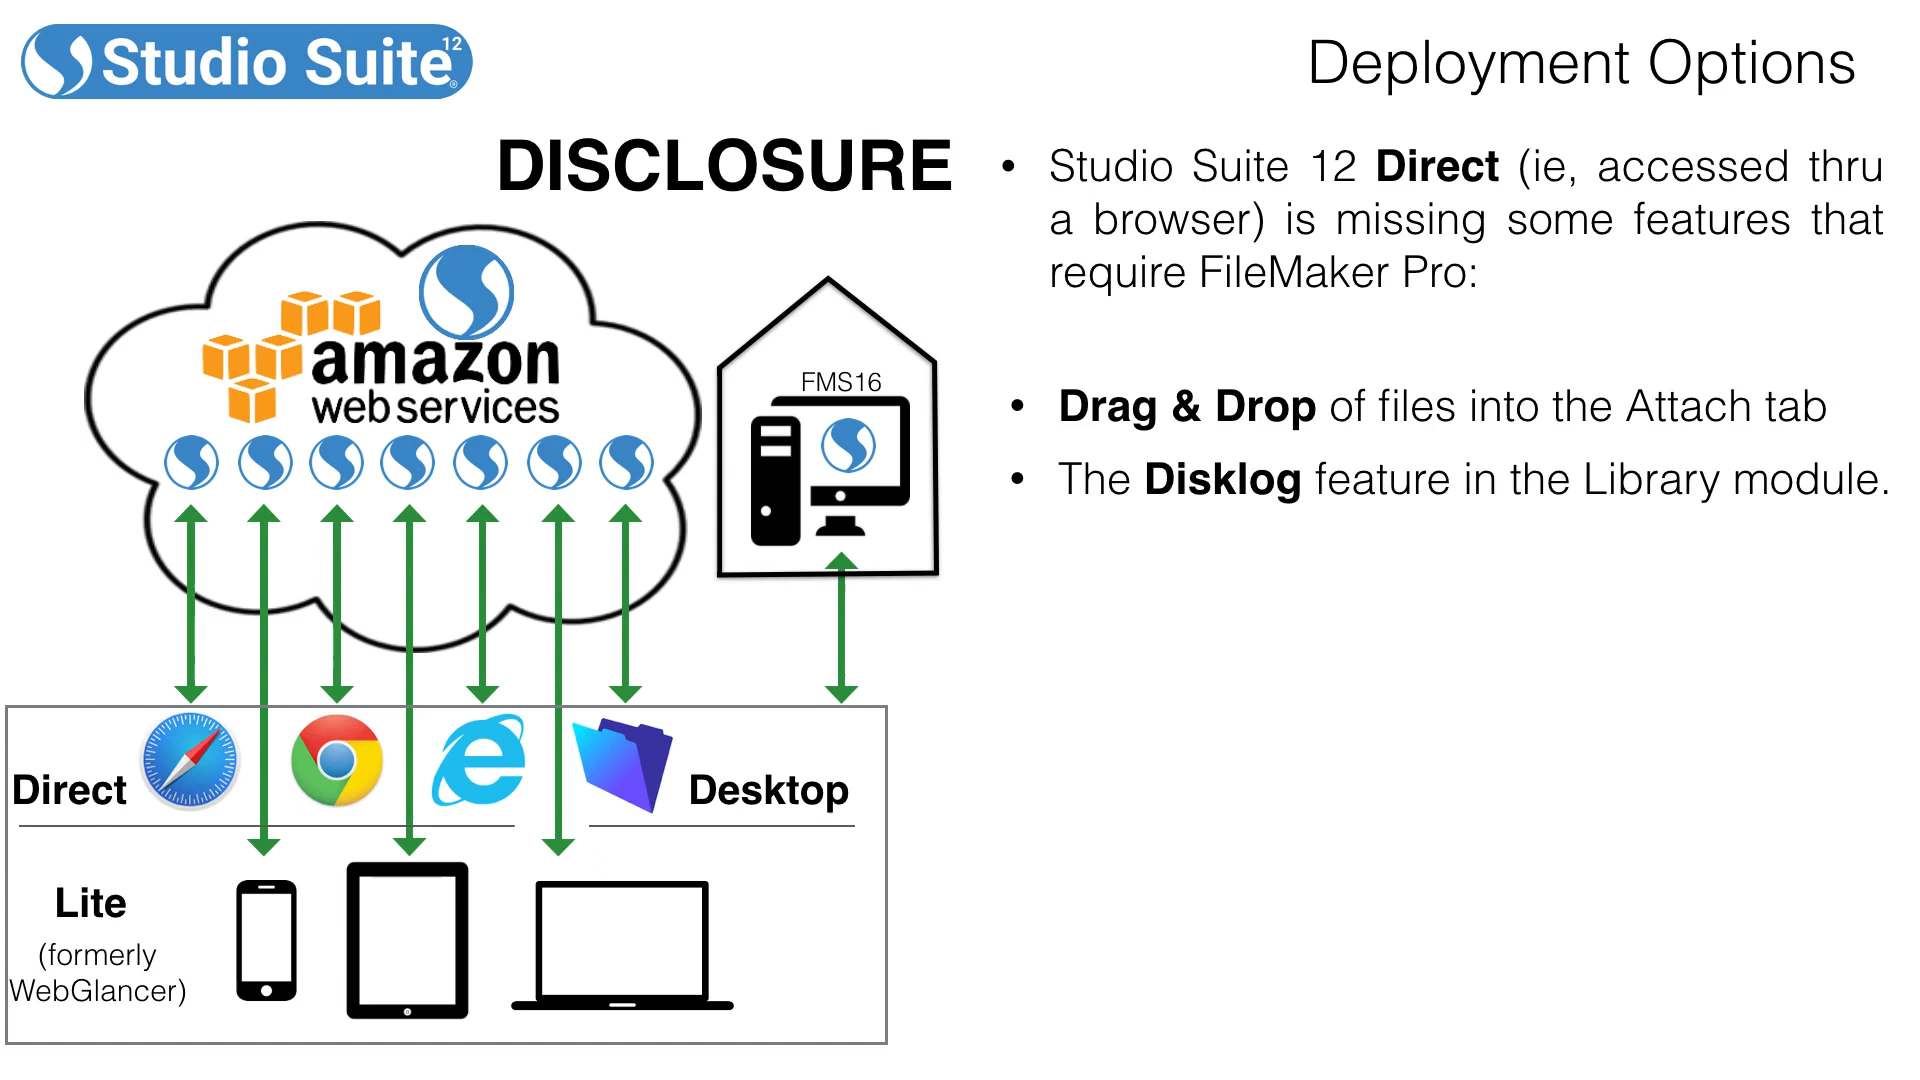 Studio Suite 12 ®
Deployment Options
DISCLOSURE
• Studio Suite 12 Direct (ie, accessed thru
a browser) is missing some features that
require FileMaker Pro:
• Drag & Drop of files into the Attach tab
• The Disklog feature in the Library module.
amazon
web services
FMS16
Direct
Desktop
Lite
(formerly
WebGlancer)